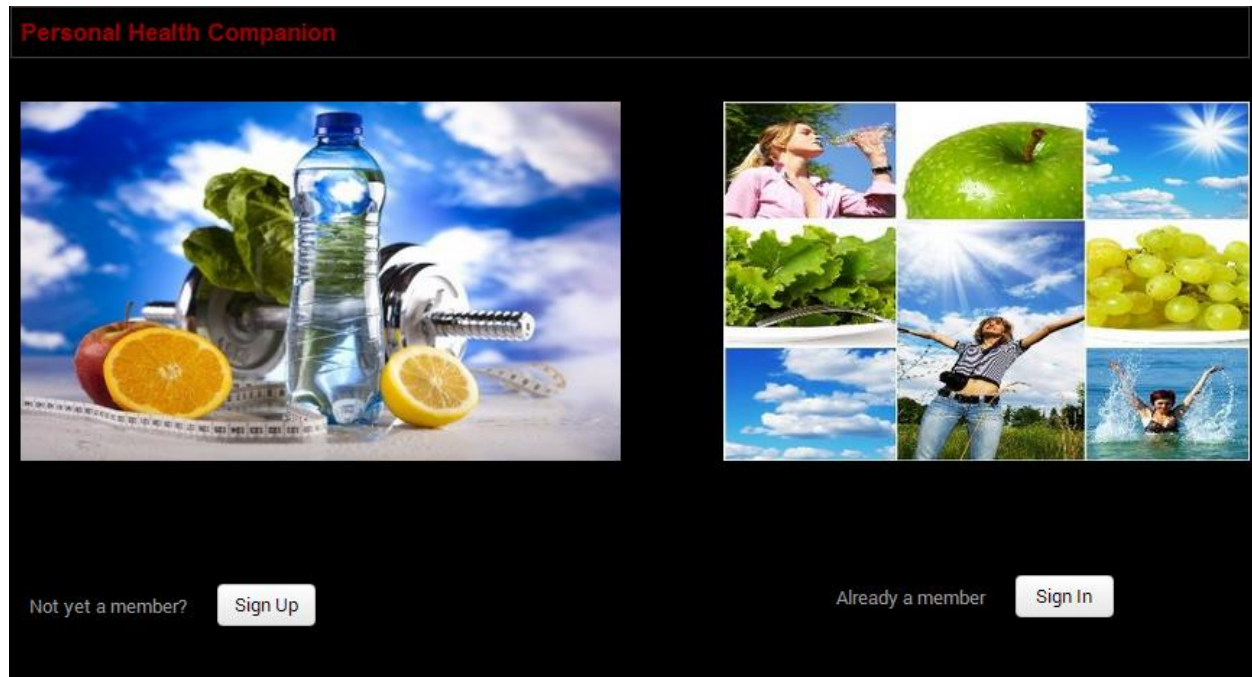 Personal Health Companion
Not yet a member? Sign Up
Already a member Sign In